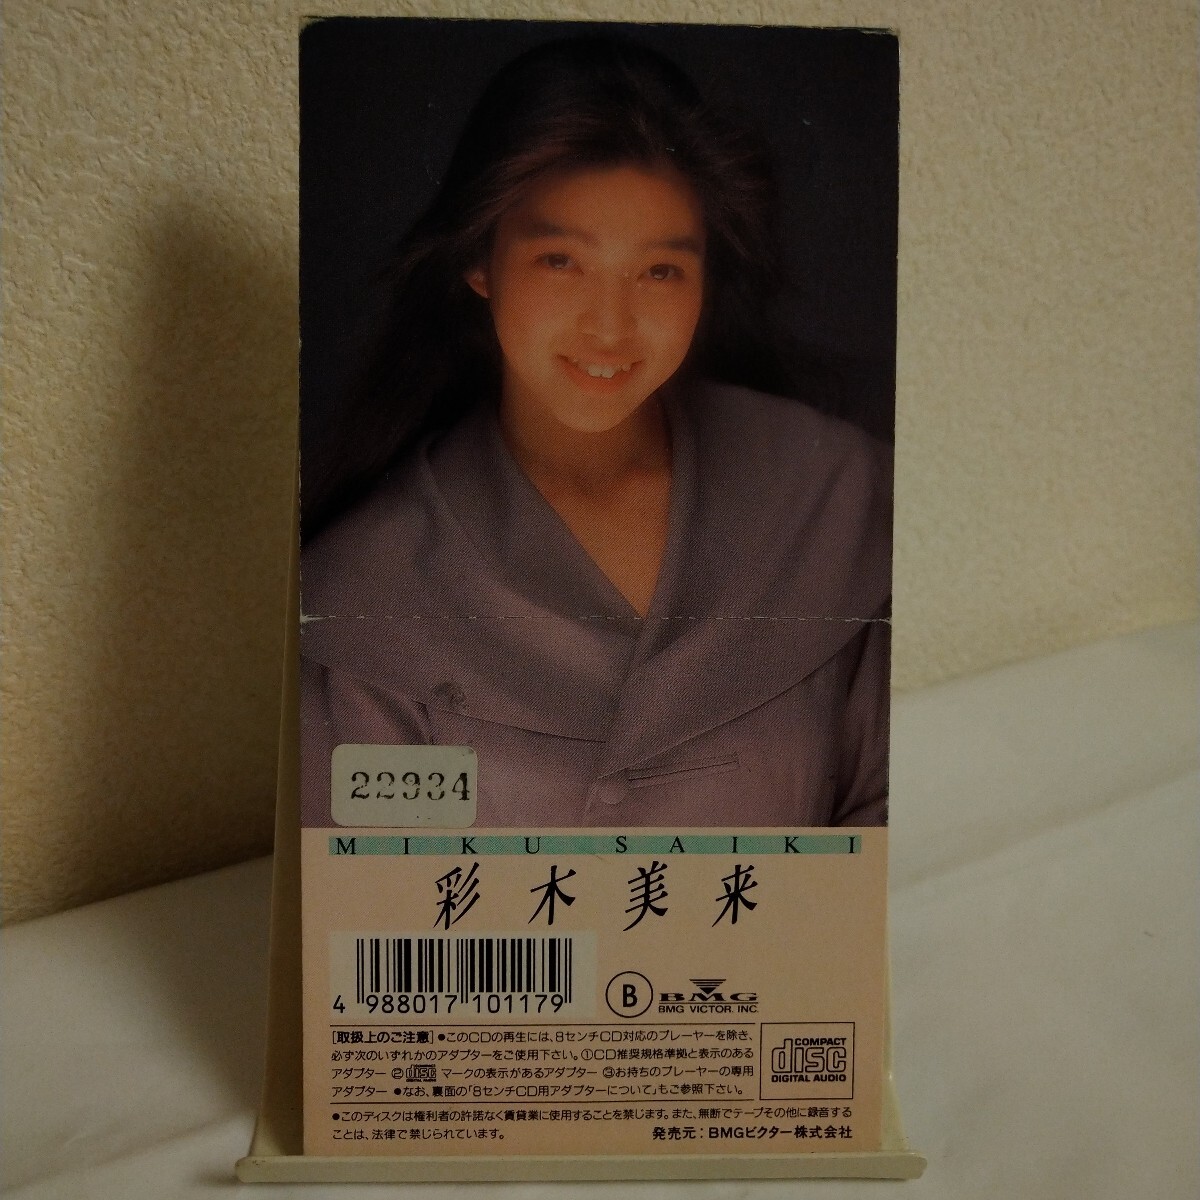 22934
MIKU SAIKI
彩木美来
4 988017 101179
B
BMG
BMG VICTOR. INC.
[取扱上のご注意] ●このCDの再生には、8センチCD対応のプレーヤーを除き、
必ず次のいずれかのアダプターをご使用下さい。①CD推奨規格準拠と表示のある
アダプター ②disc マークの表示があるアダプター ③お持ちのプレーヤーの専用
アダプター ●なお、裏面の「8センチCD用アダプターについて」もご参照下さい。
COMPACT
disc
DIGITAL AUDIO
●このディスクは権利者の許諾なく賃貸業に使用することを禁じます。また、無断でテープその他に録音する
ことは、法律で禁じられています。
発売元：BMGビクター株式会社